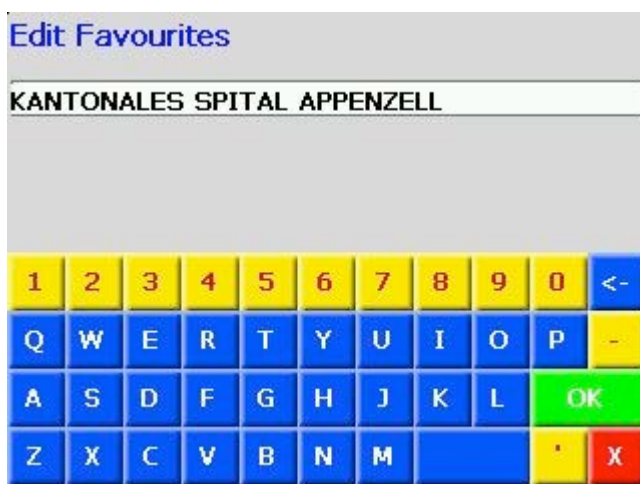 Edit Favourites
KANTONALES SPITAL APPENZELL
1 2 3 4 5 6 7 8 9 0 <-
Q W E R T Y U I O P -
A S D F G H J K L OK
Z X C V B N M ' X